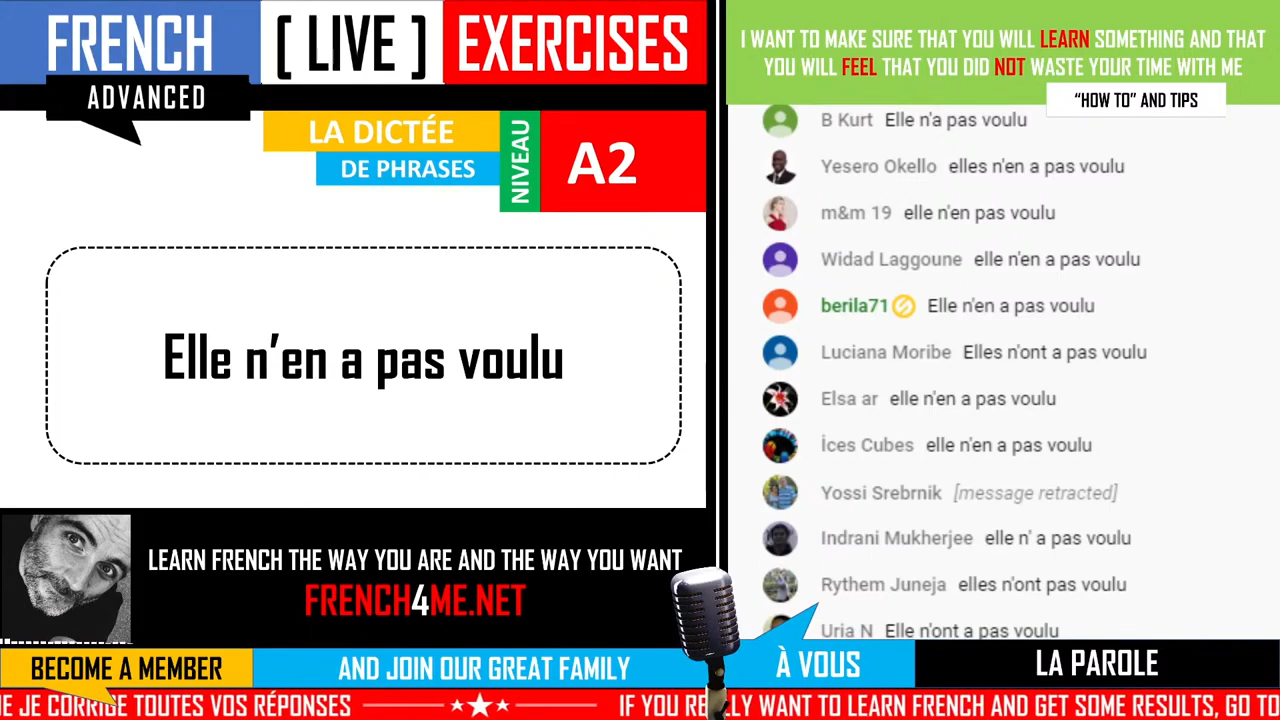 FRENCH [ LIVE ] EXERCISES
ADVANCED
LA DICTÉE
DE PHRASES
NIVEAU
A2
Elle n’en a pas voulu
LEARN FRENCH THE WAY YOU ARE AND THE WAY YOU WANT
FRENCH4ME.NET
I WANT TO MAKE SURE THAT YOU WILL LEARN SOMETHING AND THAT
YOU WILL FEEL THAT YOU DID NOT WASTE YOUR TIME WITH ME
“HOW TO” AND TIPS
B Kurt Elle n'a pas voulu
Yesero Okello elles n'en a pas voulu
m&m 19 elle n'en pas voulu
Widad Laggoune elle n'en a pas voulu
berila71 Elle n'en a pas voulu
Luciana Moribe Elles n'ont a pas voulu
Elsa ar elle n'en a pas voulu
İces Cubes elle n'en a pas voulu
Yossi Srebrnik [message retracted]
Indrani Mukherjee elle n' a pas voulu
Rythem Juneja elles n'ont pas voulu
Uria N Elle n'ont a pas voulu
BECOME A MEMBER AND JOIN OUR GREAT FAMILY
À VOUS LA PAROLE
JE CORRIGE TOUTES VOS RÉPONSES
IF YOU WANT TO LEARN FRENCH AND GET SOME RESULTS, GO